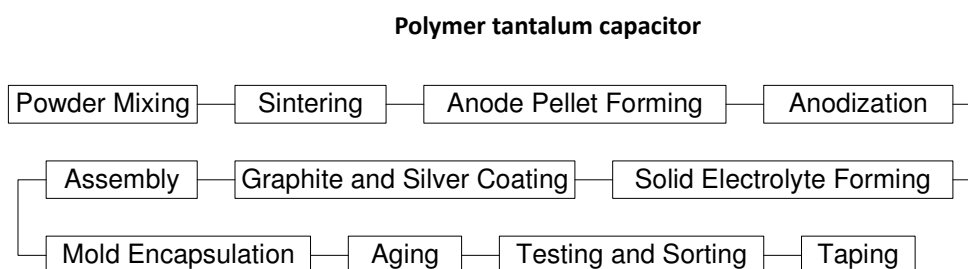 Polymer tantalum capacitor
Powder Mixing Sintering Anode Pellet Forming Anodization
Assembly Graphite and Silver Coating Solid Electrolyte Forming
Mold Encapsulation Aging Testing and Sorting Taping